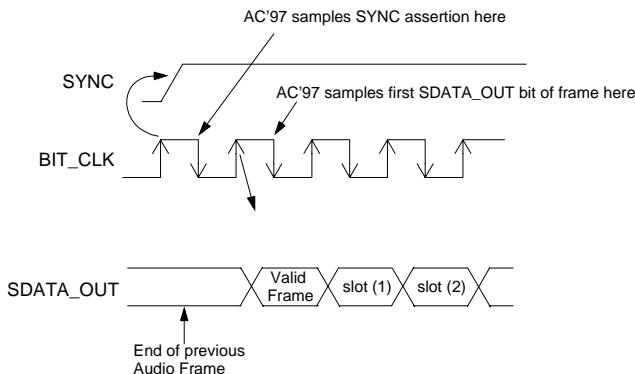 AC'97 samples SYNC assertion here
SYNC
AC'97 samples first SDATA_OUT bit of frame here
BIT_CLK
SDATA_OUT
Valid
Frame
slot (1)
slot (2)
End of previous
Audio Frame